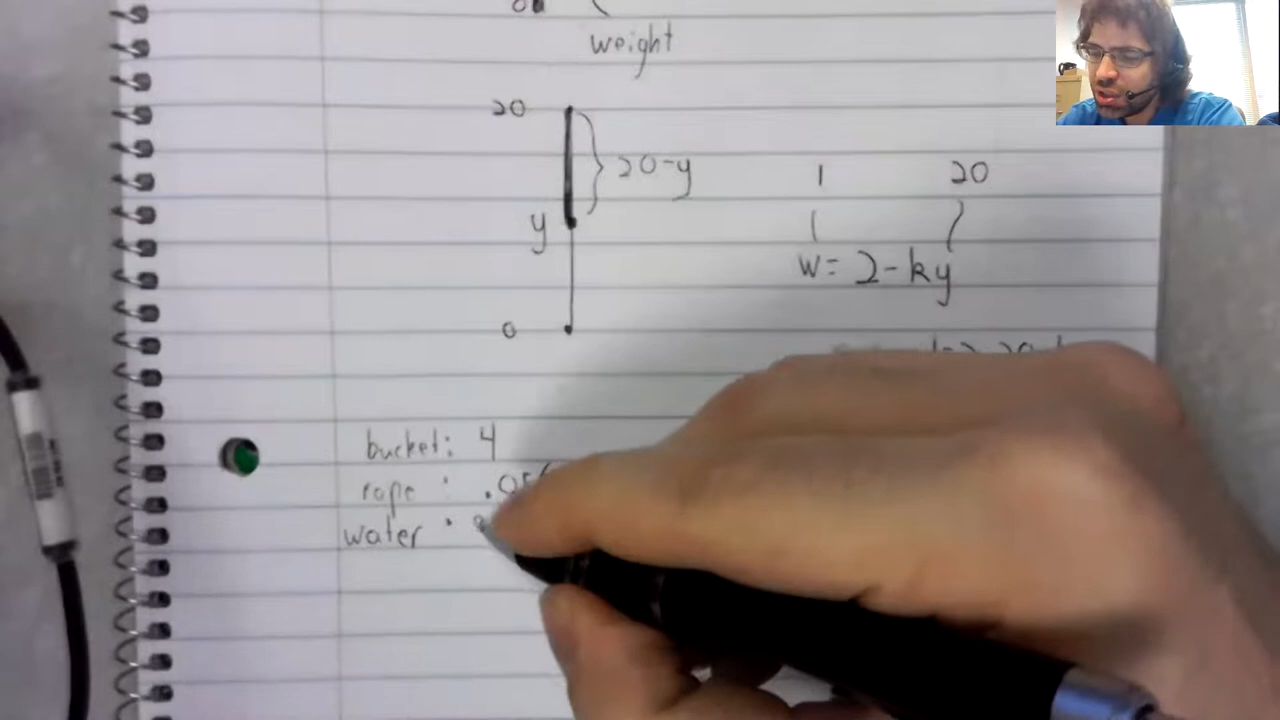 weight
20
20-y
1 20
y
w= 2-ky
0
bucket: 4
rope :
water :